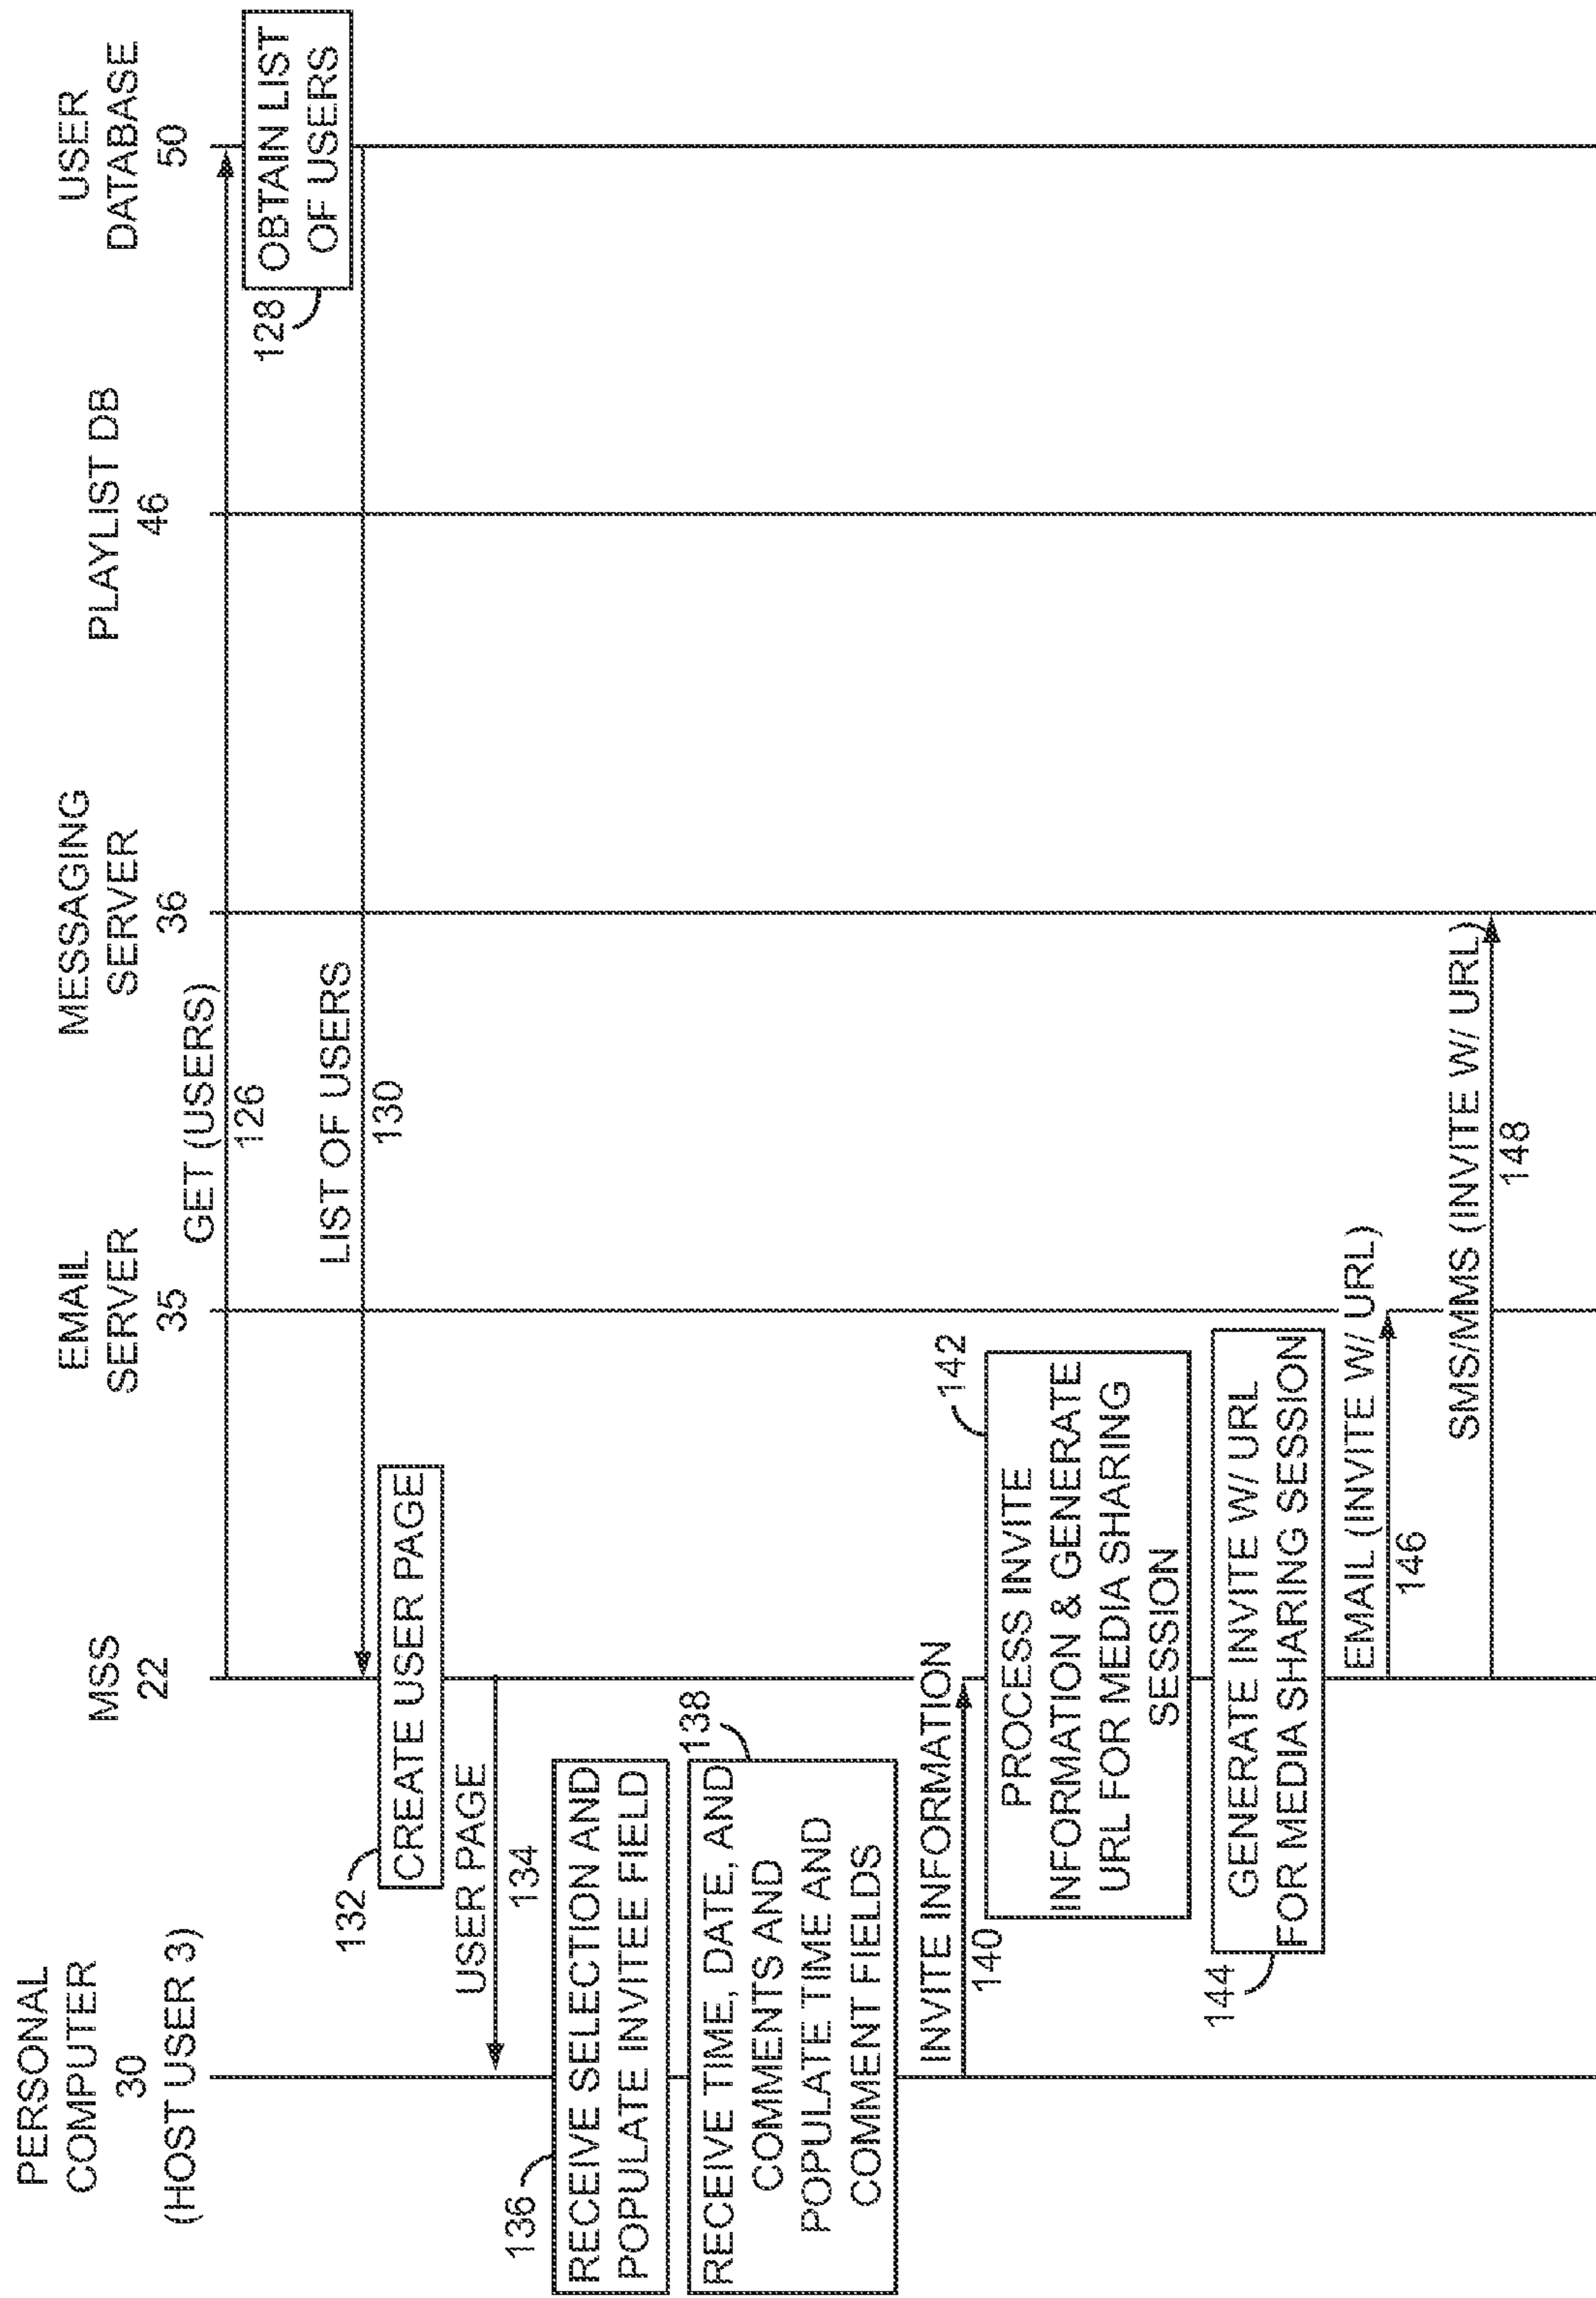 PERSONAL
COMPUTER
30
(HOST USER 3)
MSS
22
EMAIL
SERVER
35
MESSAGING
SERVER
36
PLAYLIST DB
46
USER
DATABASE
50
GET (USERS)
126
128
OBTAIN LIST
OF USERS
LIST OF USERS
130
132
CREATE USER PAGE
USER PAGE
134
136
RECEIVE SELECTION AND
POPULATE INVITEE FIELD
138
RECEIVE TIME, DATE, AND
COMMENTS AND
POPULATE TIME AND
COMMENT FIELDS
INVITE INFORMATION
140
142
PROCESS INVITE
INFORMATION & GENERATE
URL FOR MEDIA SHARING
SESSION
144
GENERATE INVITE W/ URL
FOR MEDIA SHARING SESSION
EMAIL (INVITE W/ URL)
146
SMS/MMS (INVITE W/ URL)
148